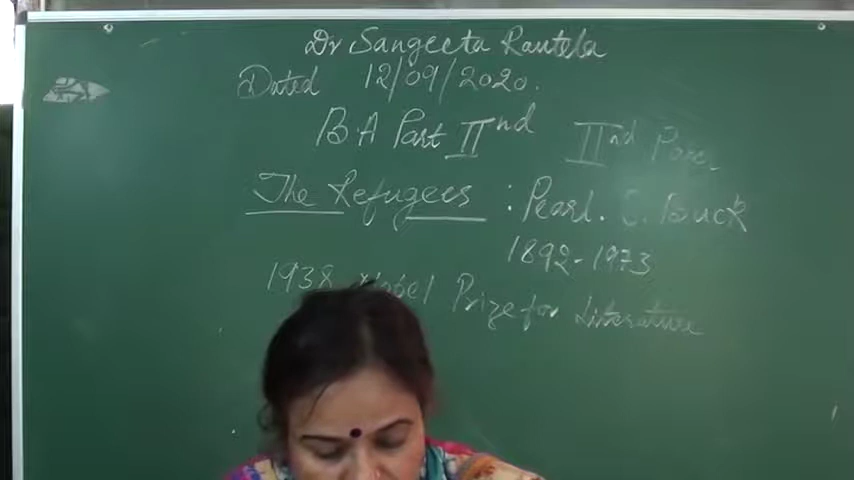 Dr Sangeeta Rautela
Dated 12/09/2020.
B.A Part IInd IInd
The Refugees : Pearl. S. Buck
1892-1973
1938 Nobel Prize for Literature